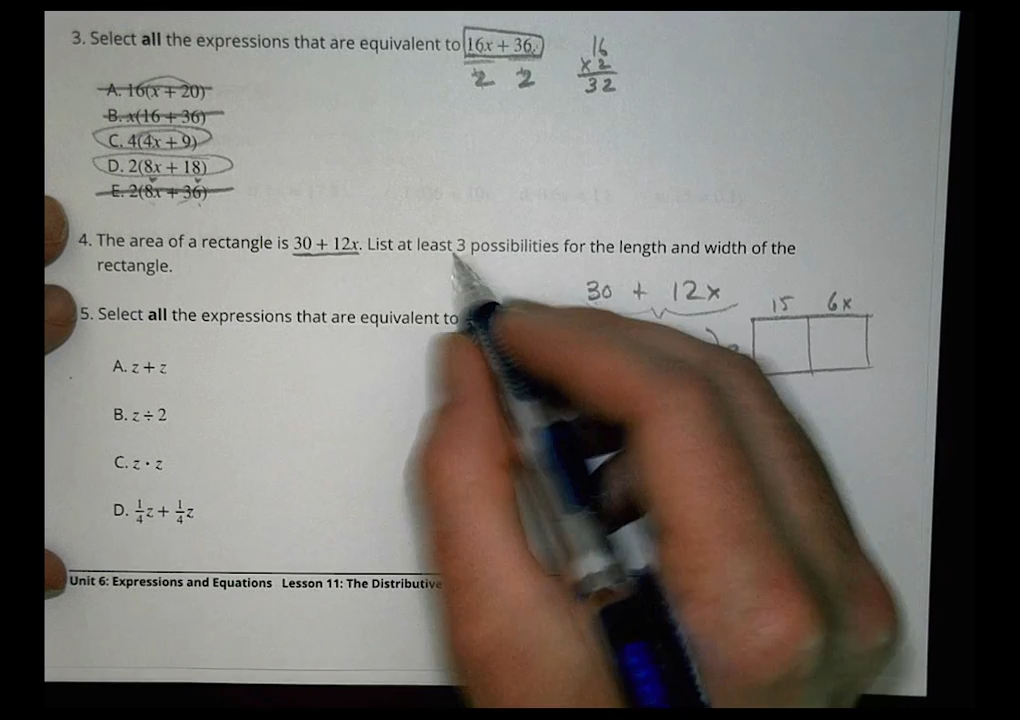 3. Select all the expressions that are equivalent to 16x + 36.
2 2
16
x 2
32
A. 16(x + 20)
B. x(16 + 36)
C. 4(4x + 9)
D. 2(8x + 18)
E. 2(8x + 36)
4. The area of a rectangle is 30 + 12x. List at least 3 possibilities for the length and width of the
rectangle.
30 + 12x
15 6x
5. Select all the expressions that are equivalent to
A. z + z
B. z ÷ 2
C. z · z
D. 1/4z + 1/4z
Unit 6: Expressions and Equations Lesson 11: The Distributive